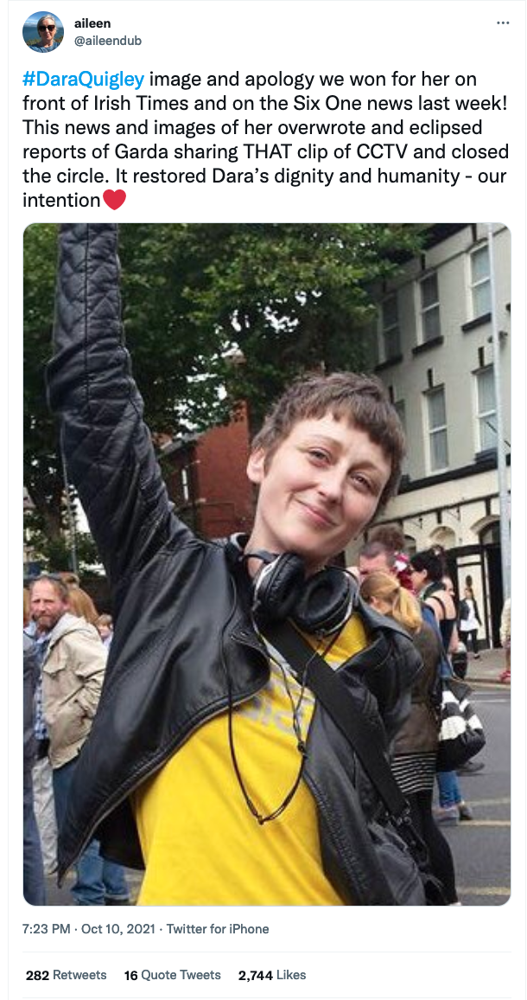 aileen
@aileendub
#DaraQuigley image and apology we won for her on
front of Irish Times and on the Six One news last week!
This news and images of her overwrote and eclipsed
reports of Garda sharing THAT clip of CCTV and closed
the circle. It restored Dara’s dignity and humanity - our
intention❤️
7:23 PM · Oct 10, 2021 · Twitter for iPhone
282 Retweets 16 Quote Tweets 2,744 Likes